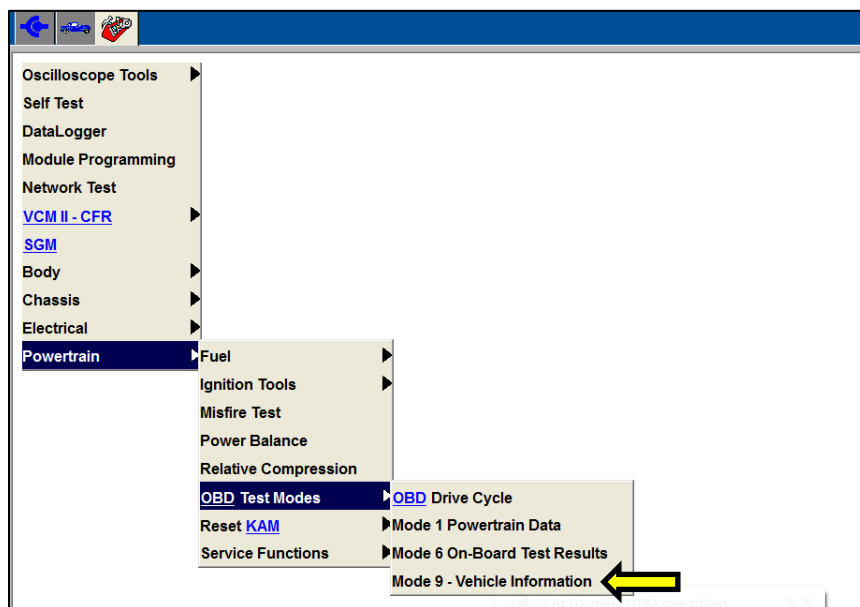 Oscilloscope Tools
Self Test
DataLogger
Module Programming
Network Test
VCM II - CFR
SGM
Body
Chassis
Electrical
Powertrain
Fuel
Ignition Tools
Misfire Test
Power Balance
Relative Compression
OBD Test Modes
Reset KAM
Service Functions
OBD Drive Cycle
Mode 1 Powertrain Data
Mode 6 On-Board Test Results
Mode 9 - Vehicle Information
remaining